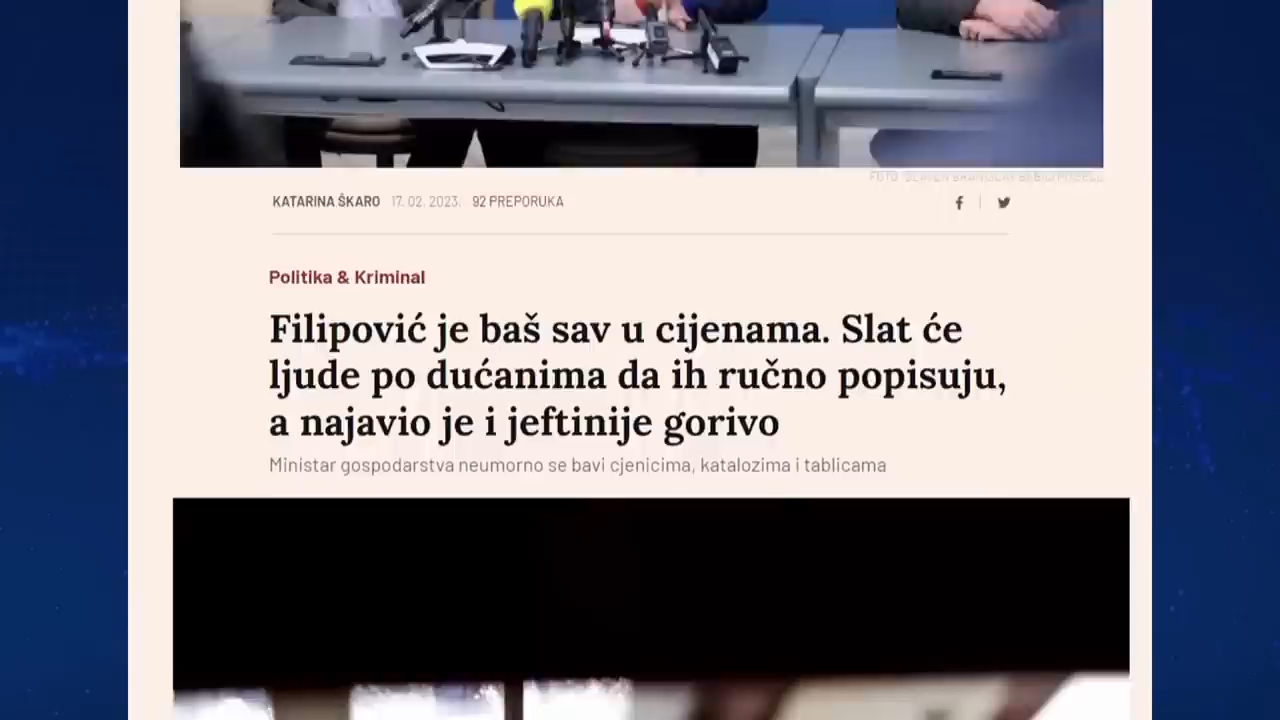 KATARINA ŠKARO 17. 02. 2023. 92 PREPORUKA
Politika & Kriminal
Filipović je baš sav u cijenama. Slat će
ljude po dućanima da ih ručno popisuju,
a najavio je i jeftinije gorivo
Ministar gospodarstva neumorno se bavi cjenicima, katalozima i tablicama